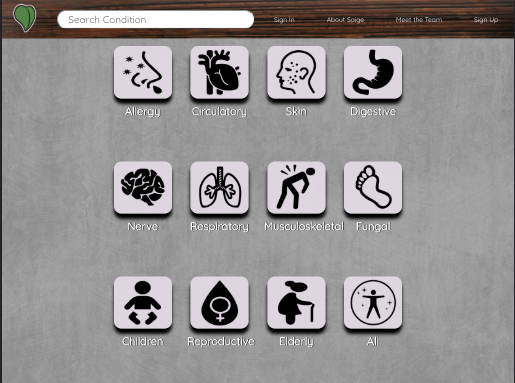 Search Condition
Sign In
About Saige
Meet the Team
Sign Up
Allergy
Circulatory
Skin
Digestive
Nerve
Respiratory
Musculoskeletal
Fungal
Children
Reproductive
Elderly
All